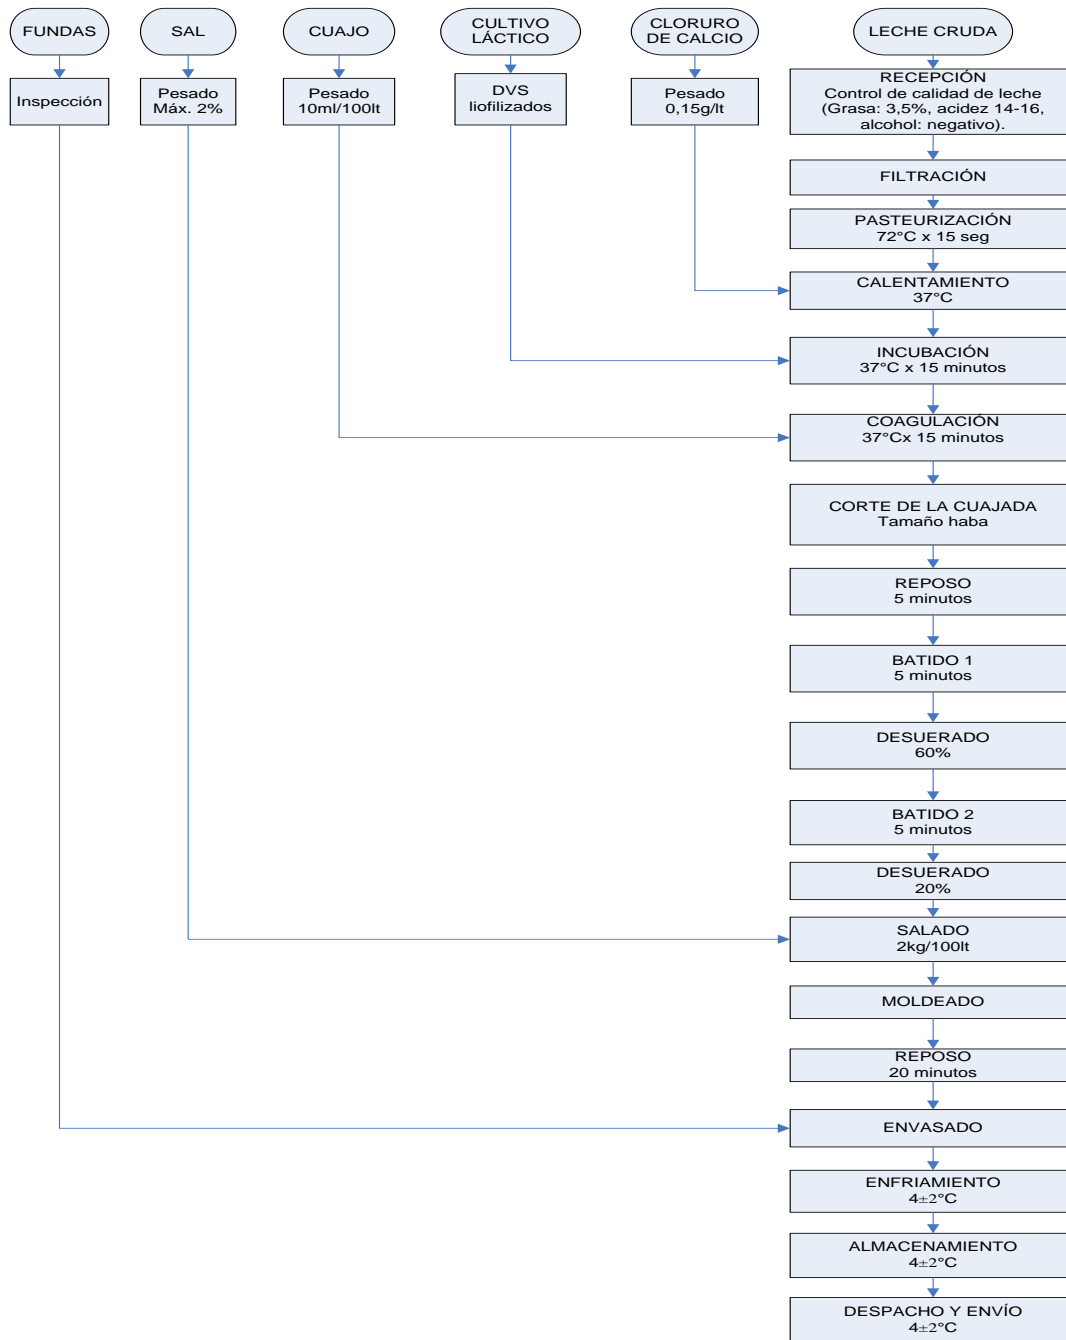 FUNDAS
SAL
CUAJO
CULTIVO
LÁCTICO
CLORURO
DE CALCIO
LECHE CRUDA
Inspección
Pesado
Máx. 2%
Pesado
10ml/100lt
DVS
liofilizados
Pesado
0,15g/lt
RECEPCIÓN
Control de calidad de leche
(Grasa: 3,5%, acidez 14-16,
alcohol: negativo).
FILTRACIÓN
PASTEURIZACIÓN
72°C x 15 seg
CALENTAMIENTO
37°C
INCUBACIÓN
37°C x 15 minutos
COAGULACIÓN
37°Cx 15 minutos
CORTE DE LA CUAJADA
Tamaño haba
REPOSO
5 minutos
BATIDO 1
5 minutos
DESUERADO
60%
BATIDO 2
5 minutos
DESUERADO
20%
SALADO
2kg/100lt
MOLDEADO
REPOSO
20 minutos
ENVASADO
ENFRIAMIENTO
4±2°C
ALMACENAMIENTO
4±2°C
DESPACHO Y ENVÍO
4±2°C